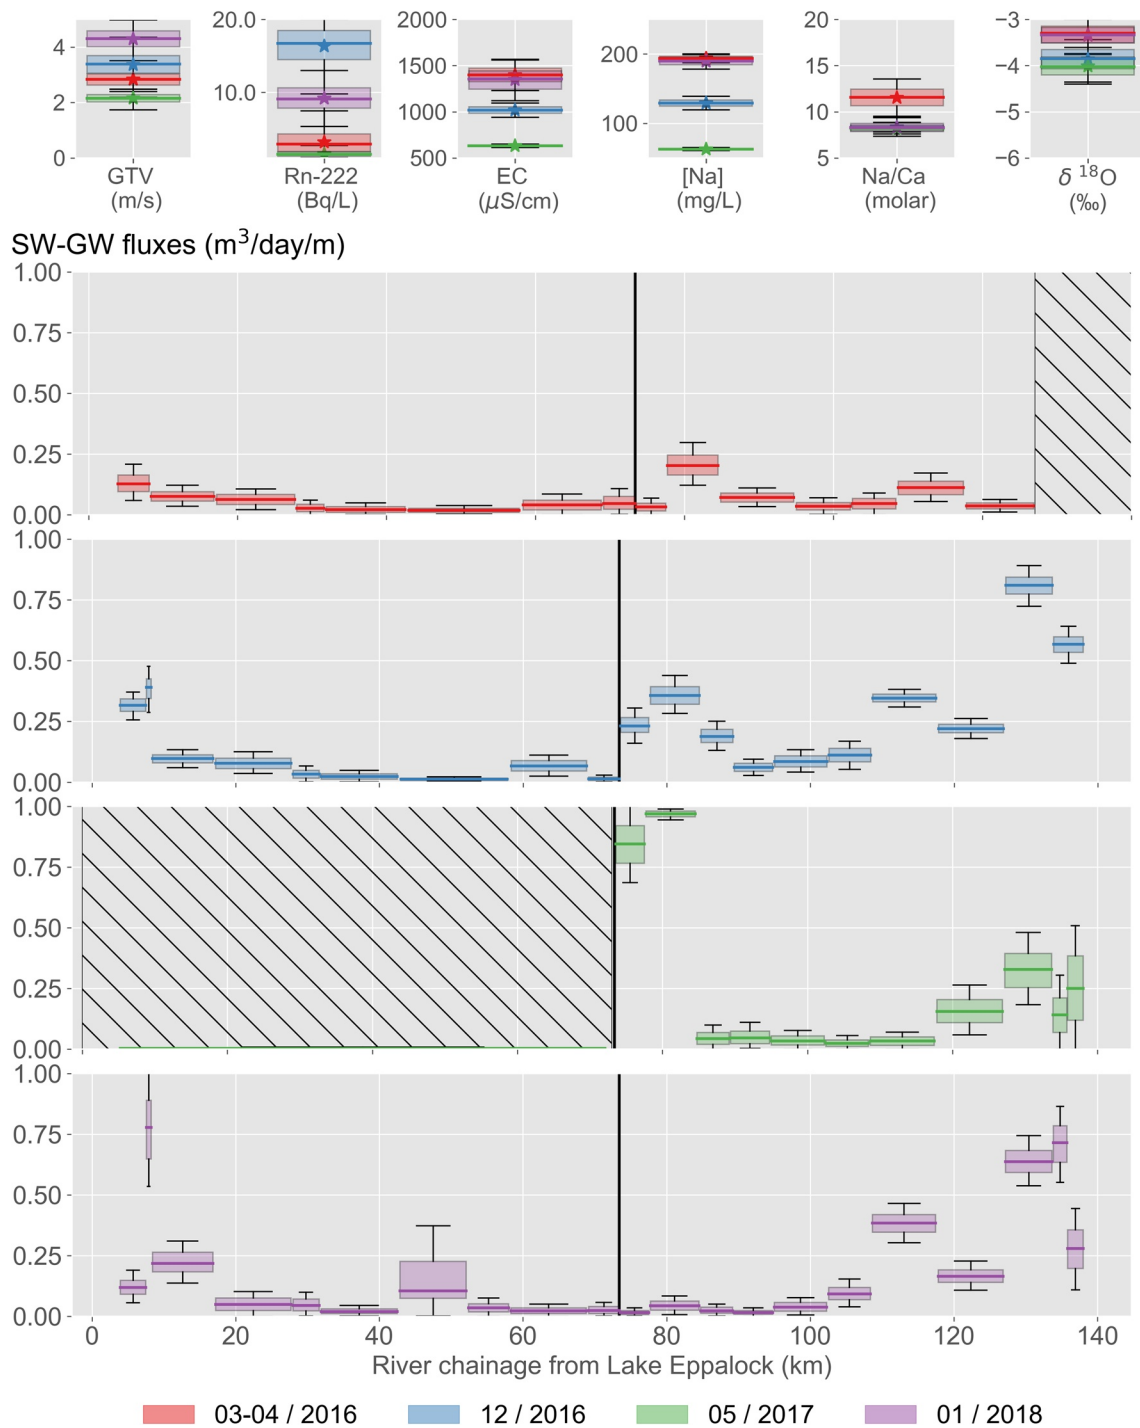 4
2
0
GTV
(m/s)
20.0
10.0
Rn-222
(Bq/L)
2000
1500
1000
500
EC
(μS/cm)
200
100
[Na]
(mg/L)
20
15
10
5
Na/Ca
(molar)
−3
−4
−5
−6
δ ¹⁸O
(‰)
SW-GW fluxes (m³/day/m)
1.00
0.75
0.50
0.25
0.00
1.00
0.75
0.50
0.25
0.00
1.00
0.75
0.50
0.25
0.00
1.00
0.75
0.50
0.25
0.00
0 20 40 60 80 100 120 140
River chainage from Lake Eppalock (km)
03-04 / 2016 12 / 2016 05 / 2017 01 / 2018